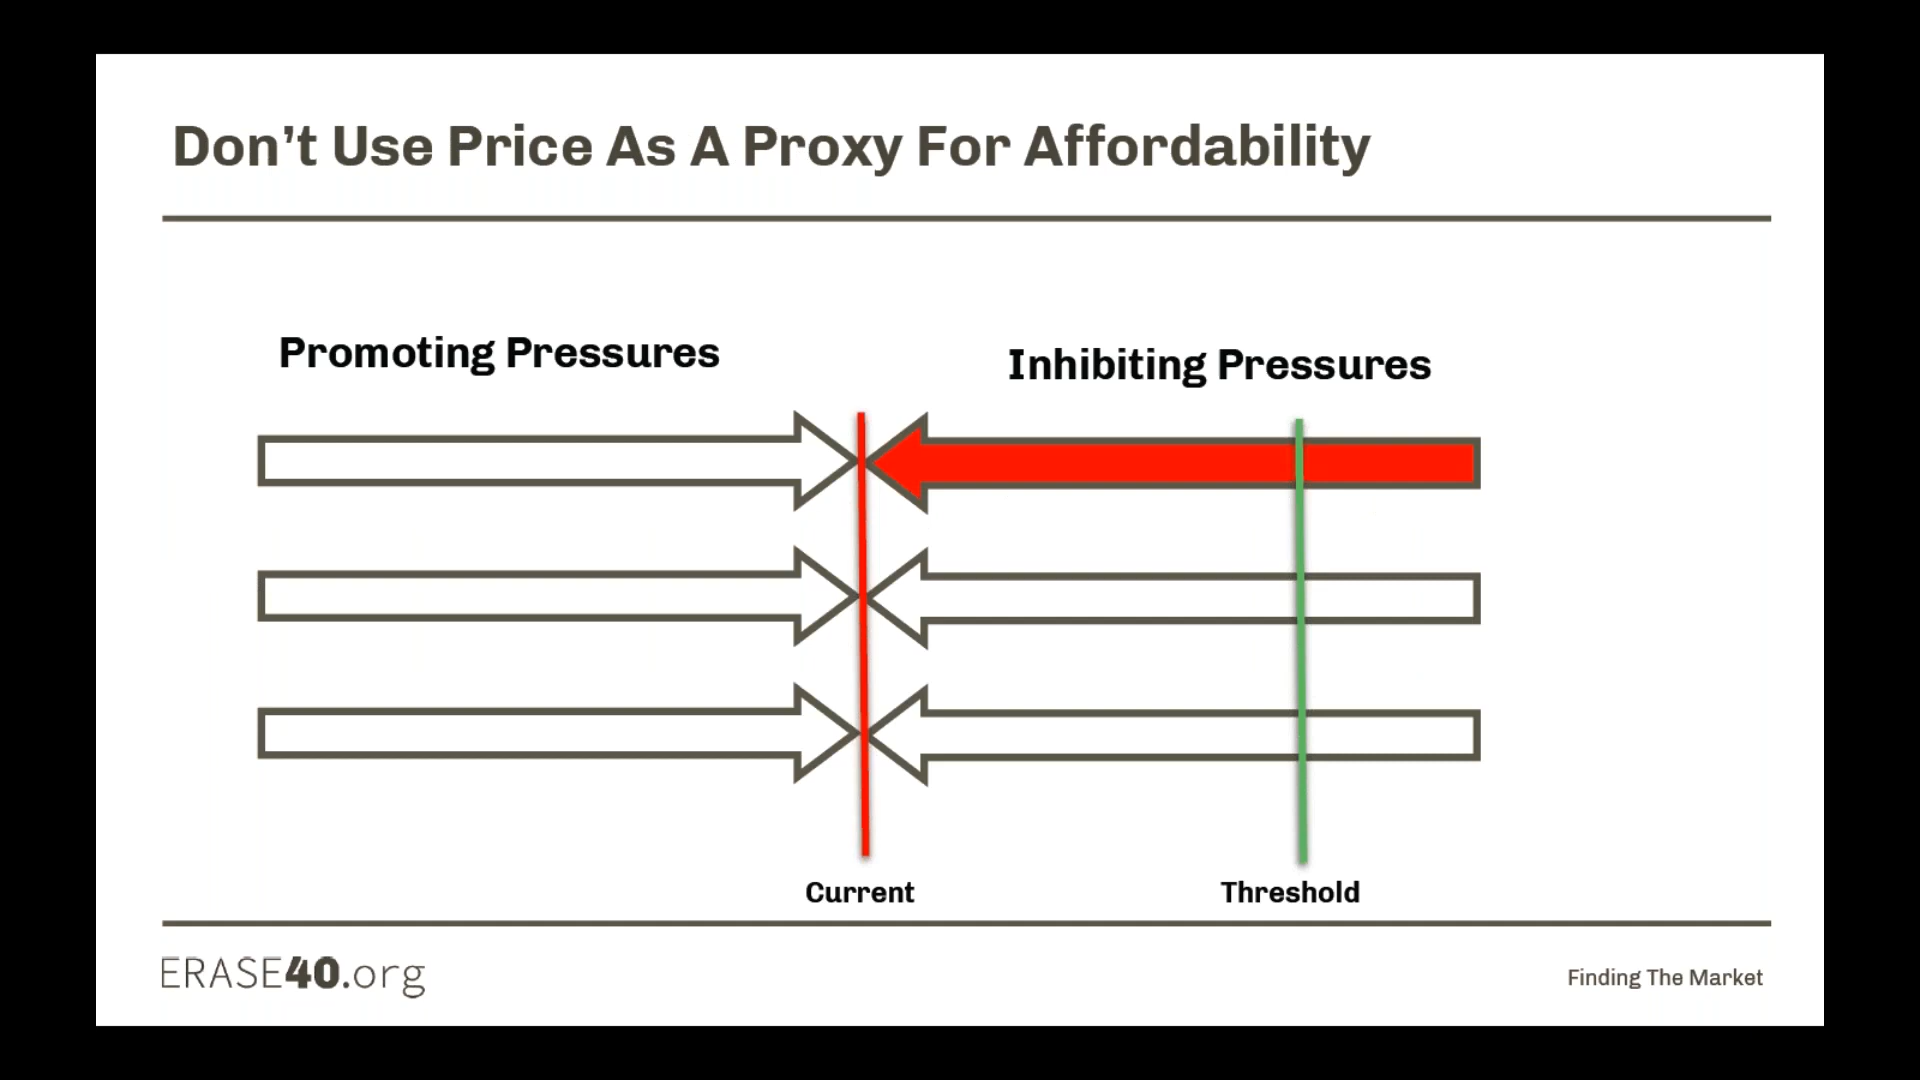 Don’t Use Price As A Proxy For Affordability
Promoting Pressures
Inhibiting Pressures
Current
Threshold
ERASE40.org
Finding The Market